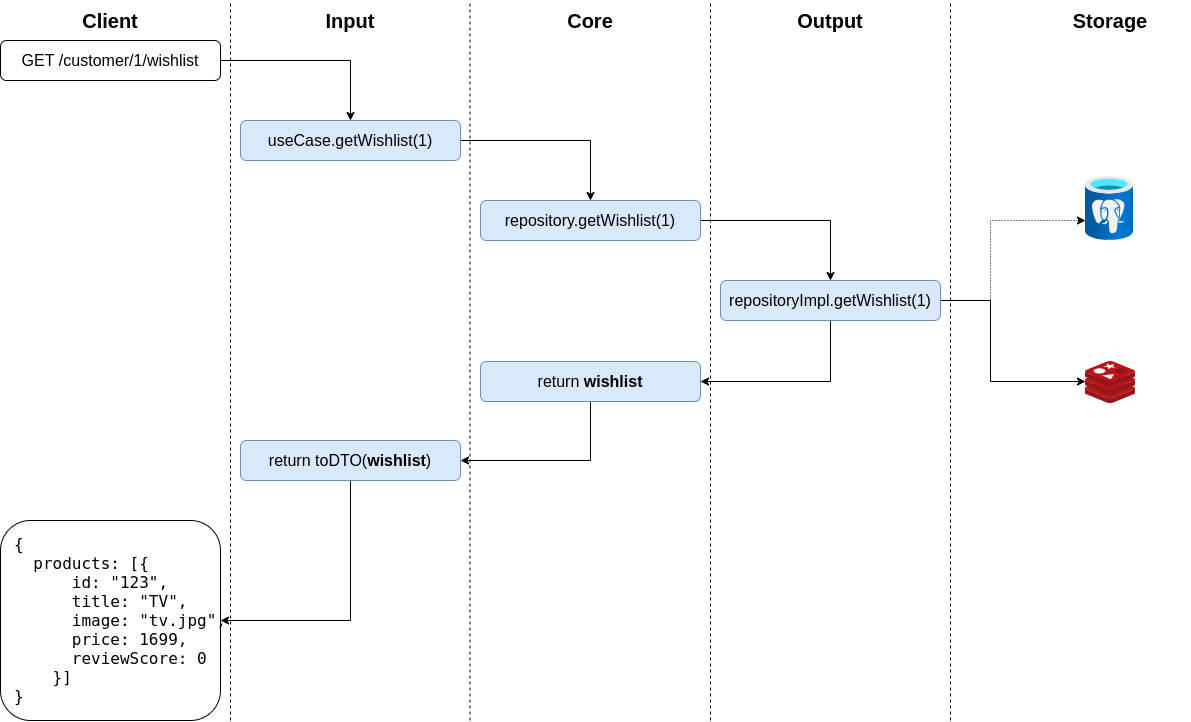 Client
Input
Core
Output
Storage
GET /customer/1/wishlist
useCase.getWishlist(1)
repository.getWishlist(1)
repositoryImpl.getWishlist(1)
return wishlist
return toDTO(wishlist)
{
  products: [{
      id: "123",
      title: "TV",
      image: "tv.jpg",
      price: 1699,
      reviewScore: 0
    }]
}